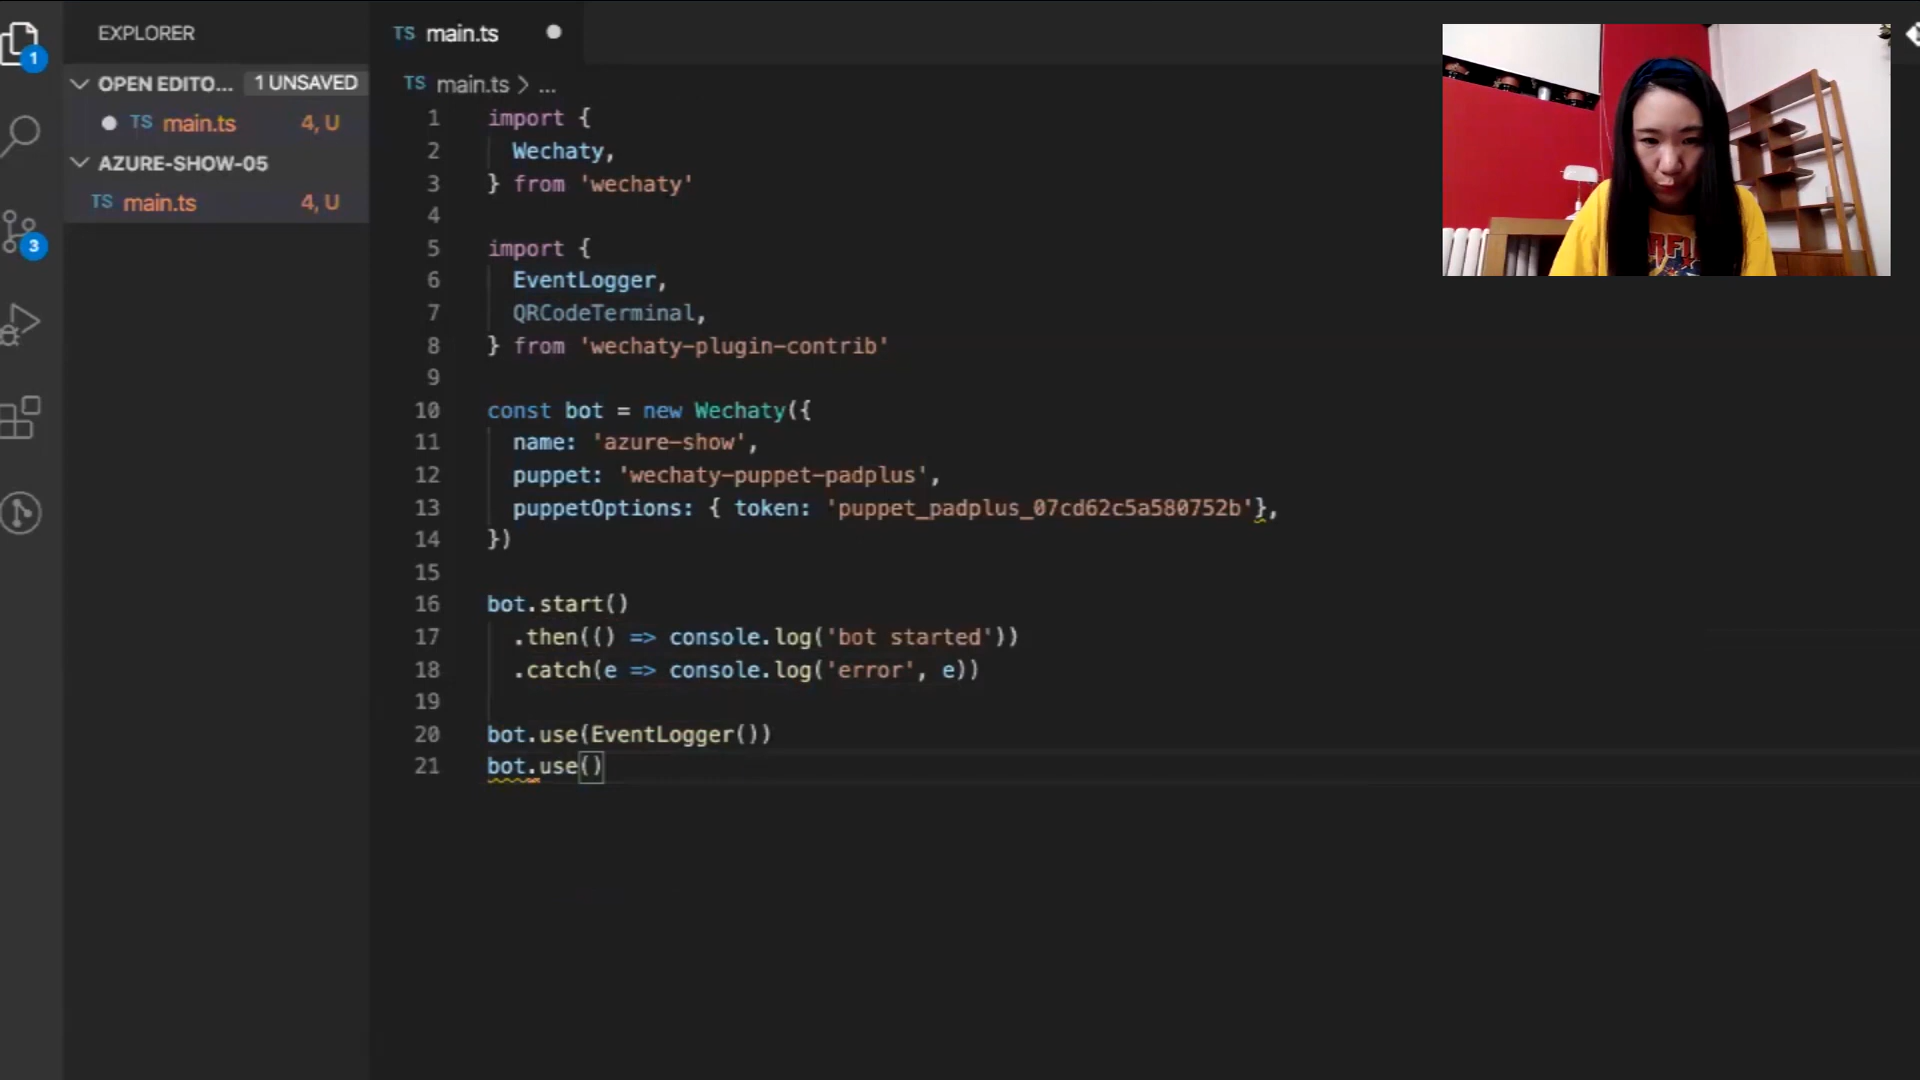 EXPLORER
OPEN EDITO... 1 UNSAVED
TS main.ts 4, U
AZURE-SHOW-05
TS main.ts 4, U
1
3
TS main.ts
TS main.ts > ...
1 import {
2 Wechaty,
3 } from 'wechaty'
4
5 import {
6 EventLogger,
7 QRCodeTerminal,
8 } from 'wechaty-plugin-contrib'
9
10 const bot = new Wechaty({
11 name: 'azure-show',
12 puppet: 'wechaty-puppet-padplus',
13 puppetOptions: { token: 'puppet_padplus_07cd62c5a580752b'},
14 })
15
16 bot.start()
17 .then(() => console.log('bot started'))
18 .catch(e => console.log('error', e))
19
20 bot.use(EventLogger())
21 bot.use()